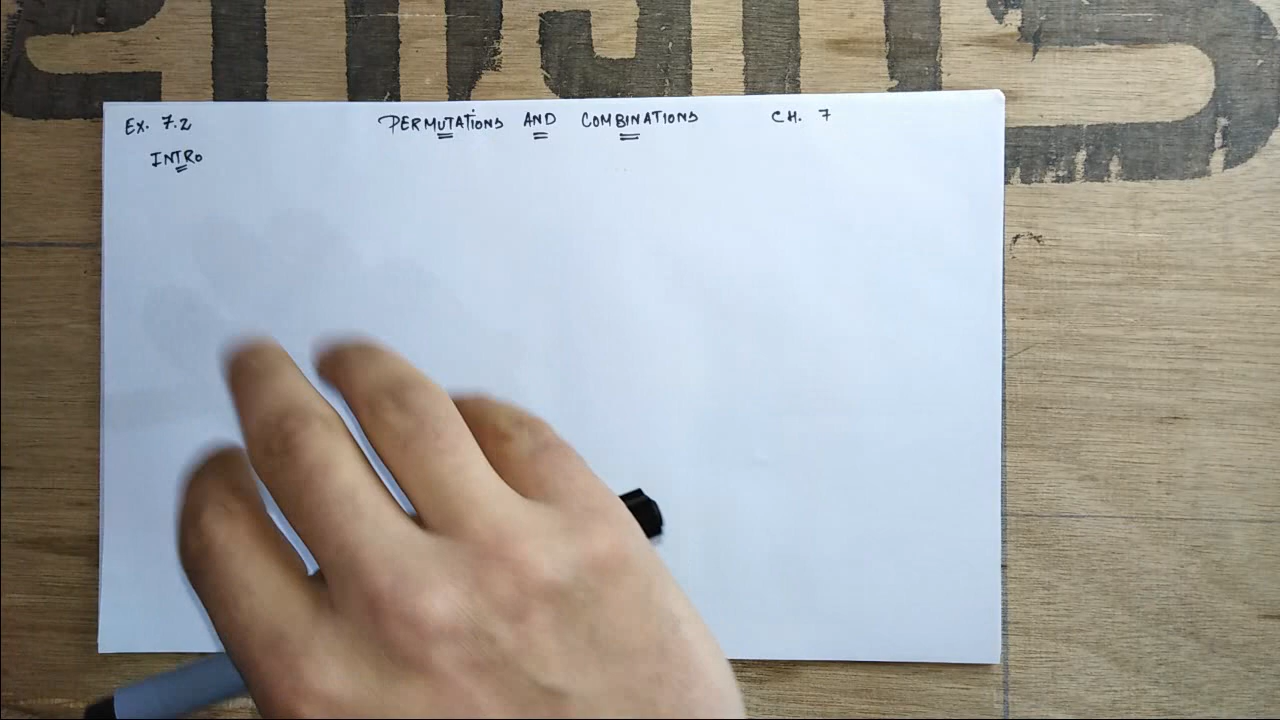 Ex. 7.2 PERMUTATIONS AND COMBINATIONS CH. 7
INTRO